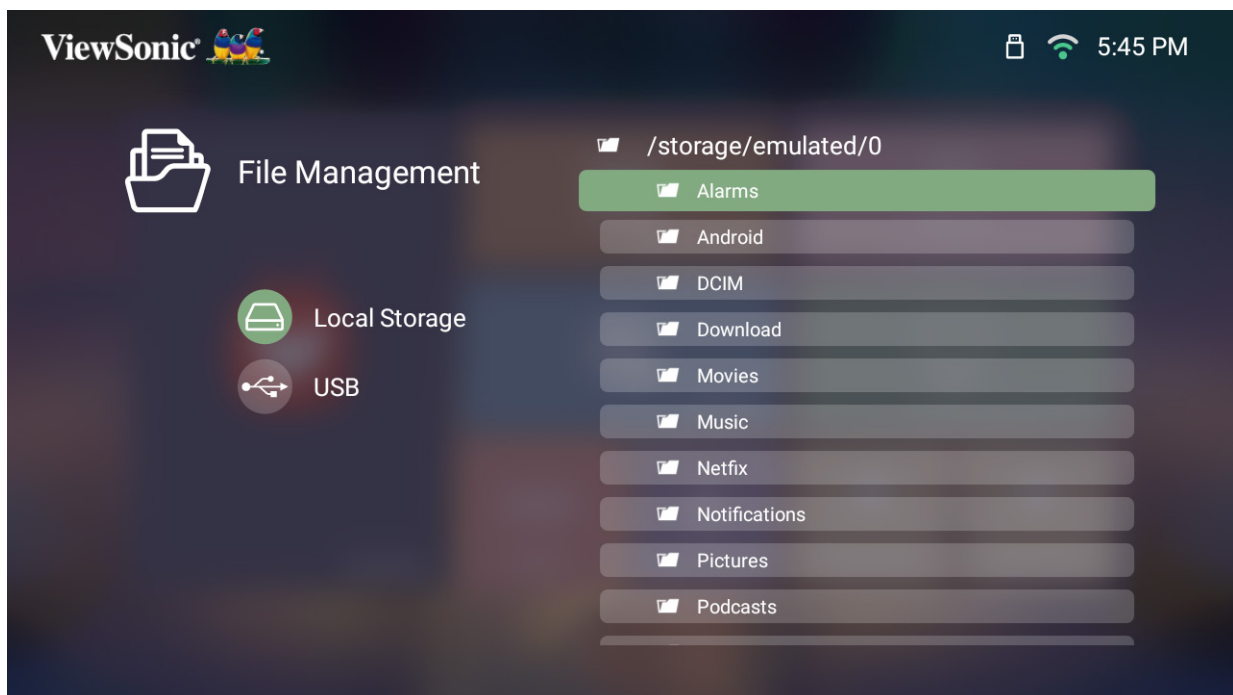 ViewSonic®
5:45 PM
File Management
Local Storage
USB
/storage/emulated/0
Alarms
Android
DCIM
Download
Movies
Music
Netfix
Notifications
Pictures
Podcasts